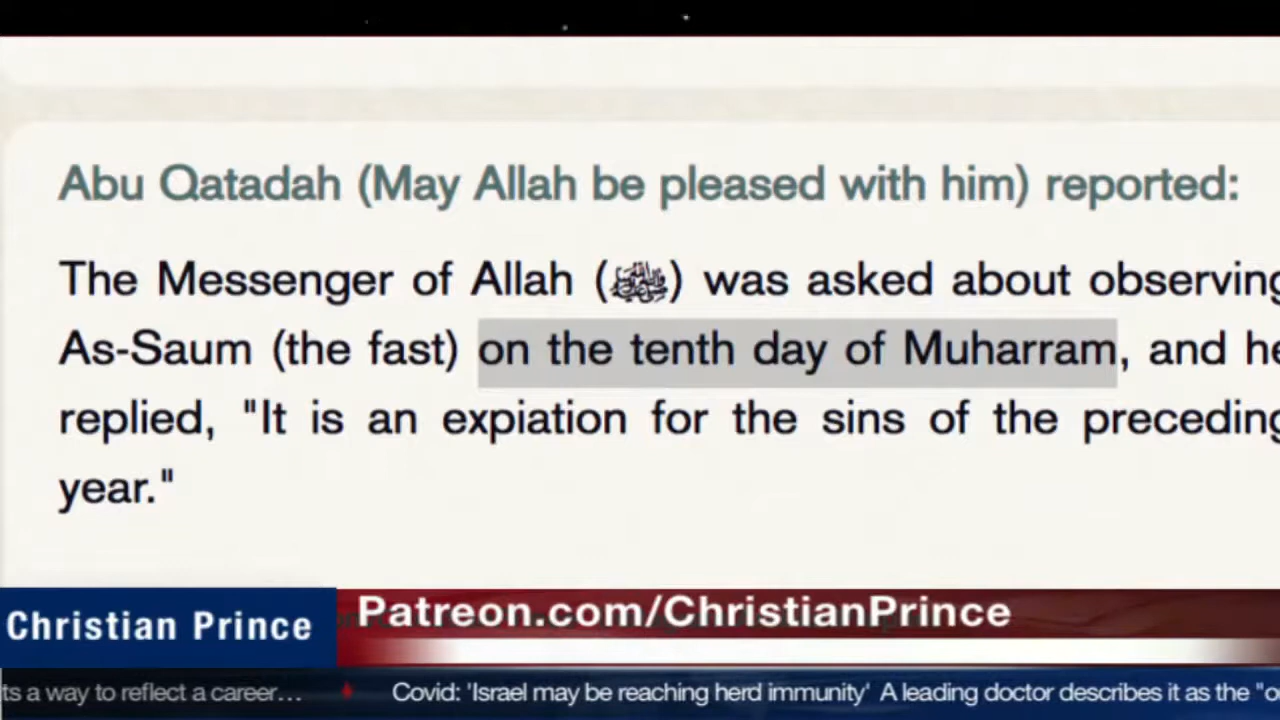 Abu Qatadah (May Allah be pleased with him) reported:
The Messenger of Allah (ﷺ) was asked about observing
As-Saum (the fast) on the tenth day of Muharram, and he
replied, "It is an expiation for the sins of the preceding
year."
Christian Prince
Patreon.com/ChristianPrince
ts a way to reflect a career... ♦ Covid: 'Israel may be reaching herd immunity' A leading doctor describes it as the "o